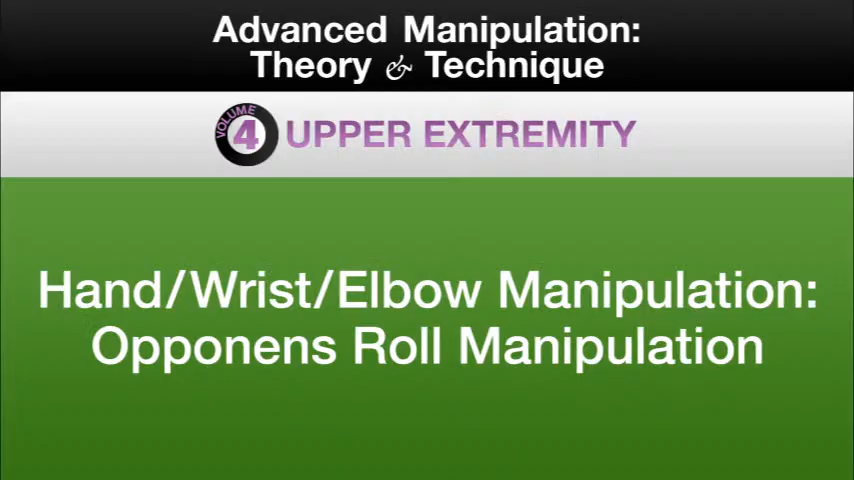 Advanced Manipulation:
Theory & Technique
VOLUME 4 UPPER EXTREMITY
Hand/Wrist/Elbow Manipulation:
Opponens Roll Manipulation